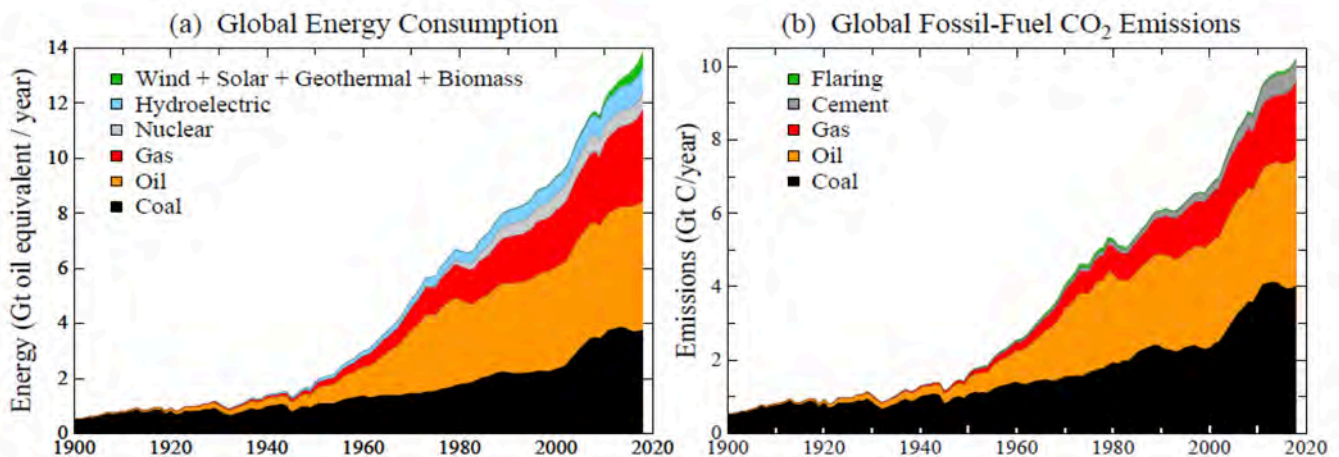 (a) Global Energy Consumption
14
12
10
8
6
4
2
0
Energy (Gt oil equivalent / year)
Wind + Solar + Geothermal + Biomass
Hydroelectric
Nuclear
Gas
Oil
Coal
1900 1920 1940 1960 1980 2000 2020
(b) Global Fossil-Fuel CO₂ Emissions
10
8
6
4
2
0
Emissions (Gt C/year)
Flaring
Cement
Gas
Oil
Coal
1900 1920 1940 1960 1980 2000 2020